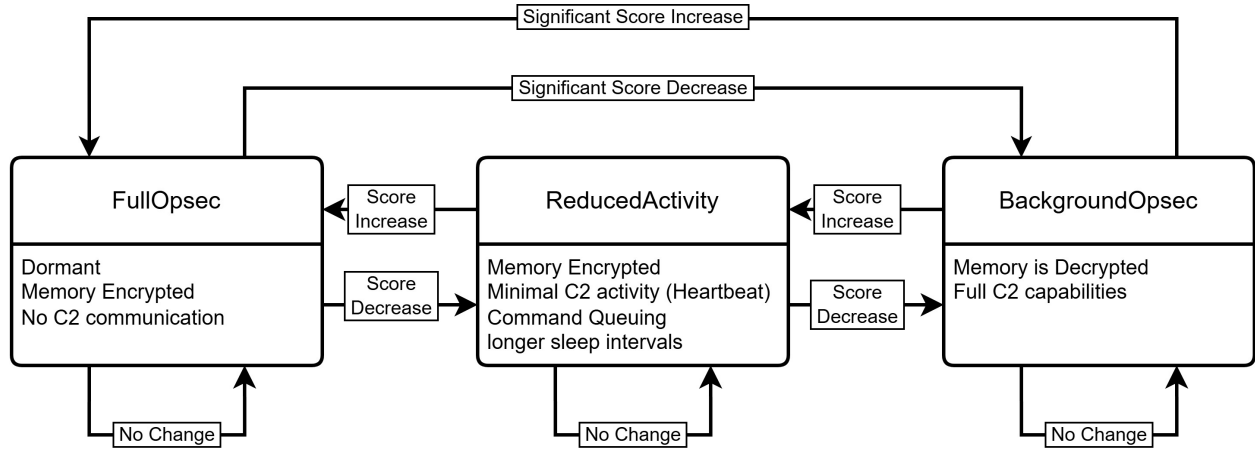 Significant Score Increase
Significant Score Decrease
FullOpsec
Score
Increase
ReducedActivity
Score
Increase
BackgroundOpsec
Dormant
Memory Encrypted
No C2 communication
Score
Decrease
Memory Encrypted
Minimal C2 activity (Heartbeat)
Command Queuing
longer sleep intervals
Score
Decrease
Memory is Decrypted
Full C2 capabilities
No Change
No Change
No Change